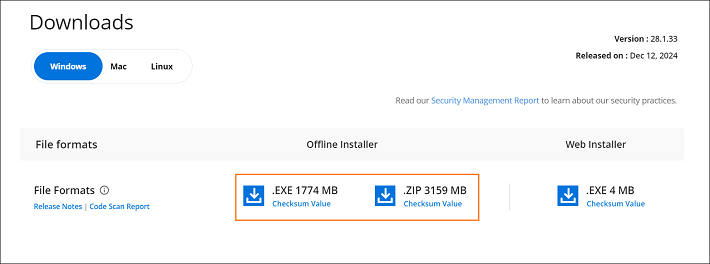 Downloads
Version : 28.1.33
Released on : Dec 12, 2024
Windows Mac Linux
Read our Security Management Report to learn about our security practices.
File formats Offline Installer Web Installer
File Formats .EXE 1774 MB .ZIP 3159 MB .EXE 4 MB
Release Notes | Code Scan Report Checksum Value Checksum Value Checksum Value